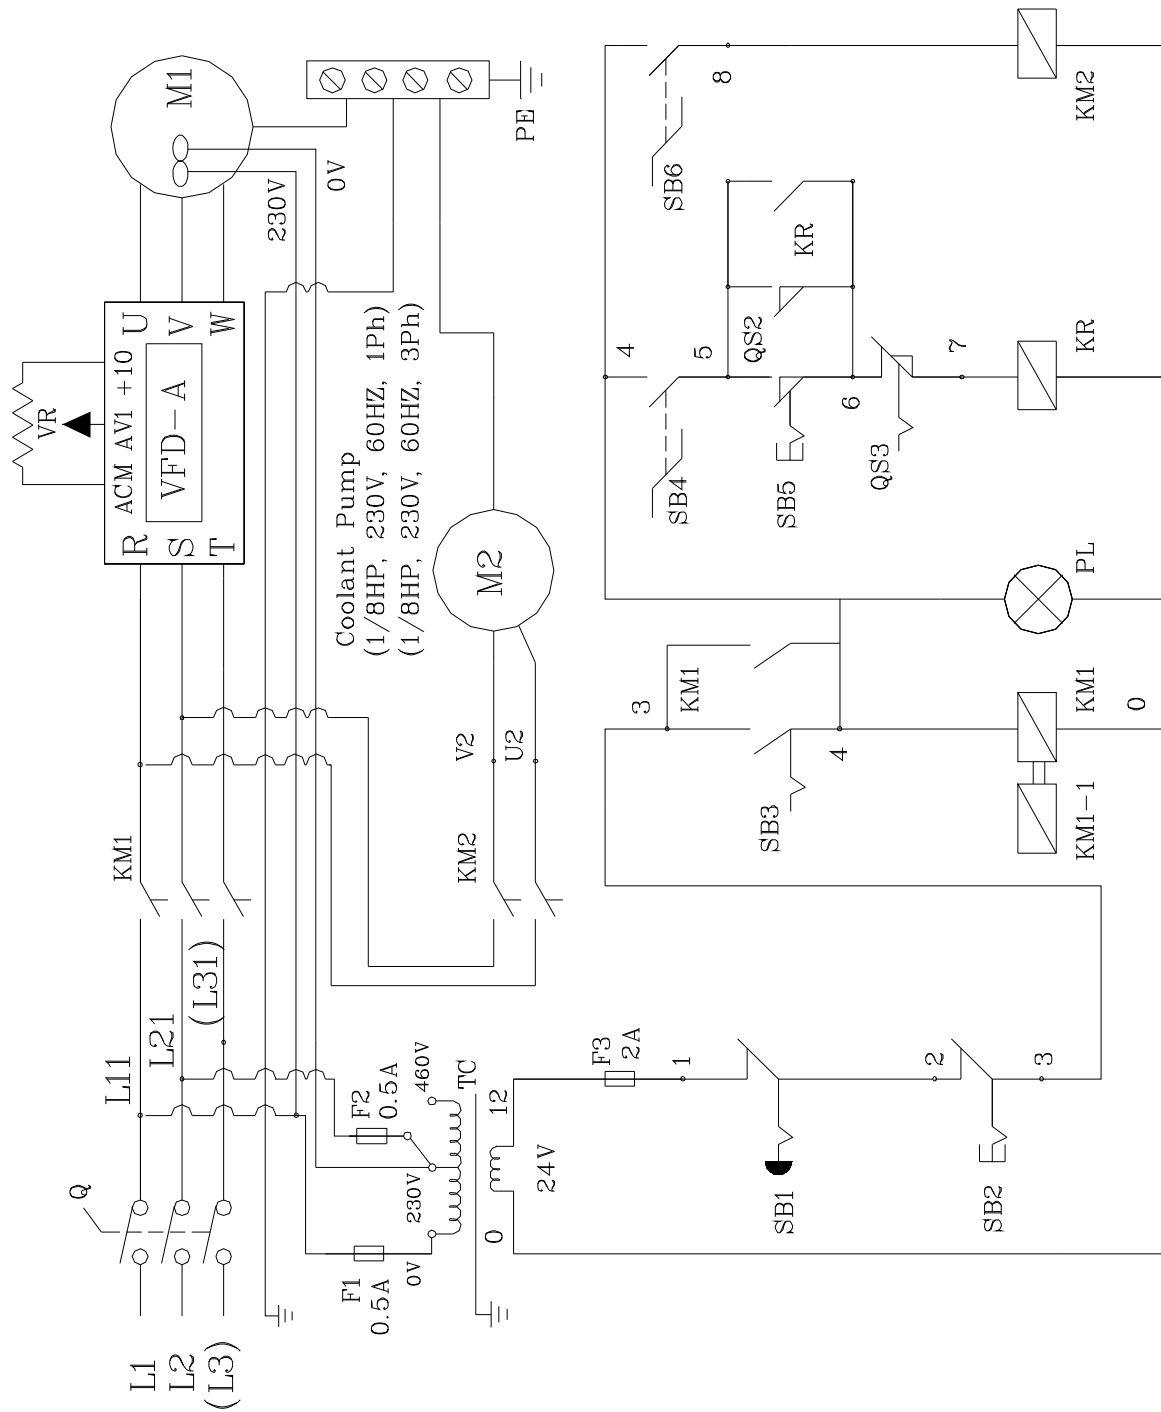 L1
L2
(L3)
Q
L11
L21
(L31)
KM1
R
S
T
ACM AV1 +10
VFD-A
U
V
W
VR
M1
230V
0V
PE
Coolant Pump
(1/8HP, 230V, 60HZ, 1Ph)
(1/8HP, 230V, 60HZ, 3Ph)
M2
V2
U2
KM2
F1
0.5A
F2
0.5A
0V
230V
460V
TC
0
12
24V
F3
2A
1
SB1
2
SB2
3
3
KM1
SB3
4
KM1-1
KM1
0
PL
4
SB4
5
SB5
QS2
6
KR
QS3
7
KR
SB6
8
KM2